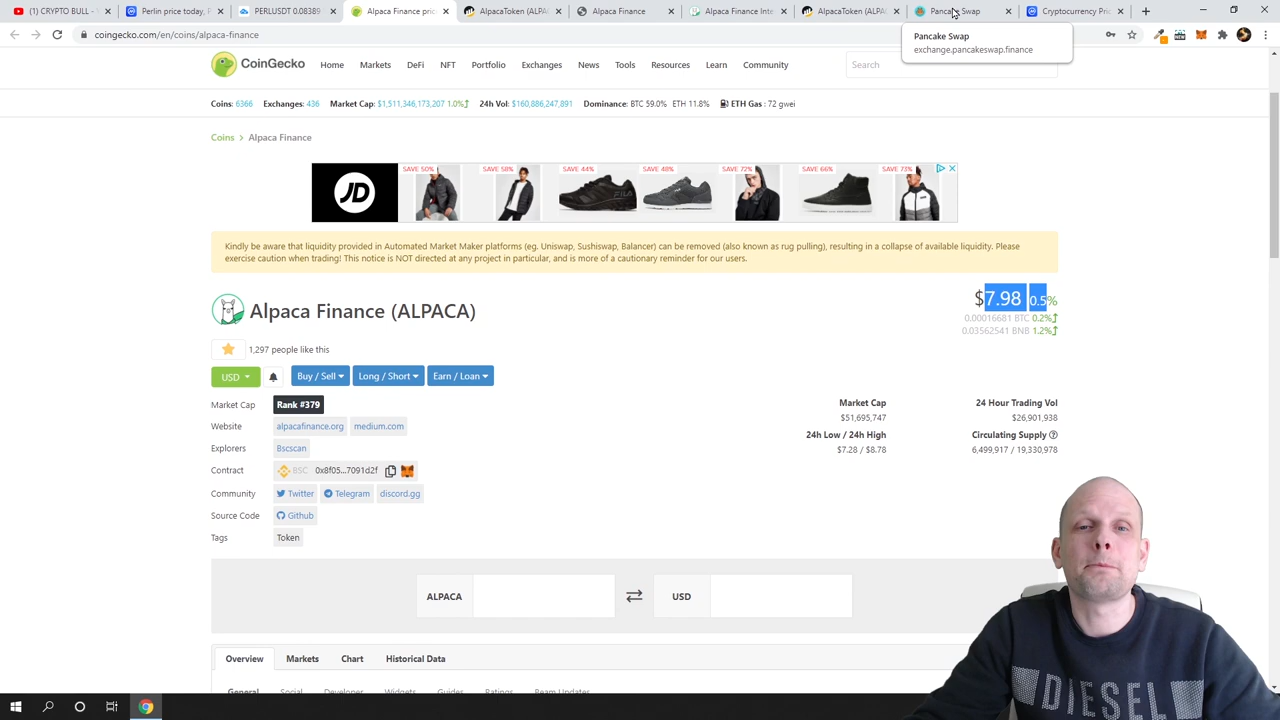 (1) CRYPTO BULL - Y
Perlin price today, P
PERLUSDT 0.08389
Alpaca Finance pric
AlpacaToken (ALPAC
Alpaca Finance
Alpaca Finance Inte
AlpacaToken (ALPAC
Pancake Swap
Cryptocurrency Pric
coingecko.com/en/coins/alpaca-finance
Pancake Swap
exchange.pancakeswap.finance
CoinGecko
Home
Markets
DeFi
NFT
Portfolio
Exchanges
News
Tools
Resources
Learn
Community
Search
Coins: 6366
Exchanges: 436
Market Cap: $1,511,346,173,207 1.0%
24h Vol: $160,886,247,891
Dominance: BTC 59.0% ETH 11.8%
ETH Gas : 72 gwei
Coins > Alpaca Finance
JD
SAVE 50%
SAVE 58%
SAVE 44%
SAVE 48%
SAVE 72%
SAVE 66%
SAVE 73%
Kindly be aware that liquidity provided in Automated Market Maker platforms (eg. Uniswap, Sushiswap, Balancer) can be removed (also known as rug pulling), resulting in a collapse of available liquidity. Please
exercise caution when trading! This notice is NOT directed at any project in particular, and is more of a cautionary reminder for our users.
Alpaca Finance (ALPACA)
$7.98 0.5%
0.00016681 BTC 0.2%
0.03562541 BNB 1.2%
1,297 people like this
USD
Buy / Sell
Long / Short
Earn / Loan
Market Cap Rank #379
Website alpacafinance.org medium.com
Explorers Bscscan
Contract BSC 0x8f05...7091d2f
Community Twitter Telegram discord.gg
Source Code Github
Tags Token
Market Cap
$51,695,747
24 Hour Trading Vol
$26,901,938
24h Low / 24h High
$7.28 / $8.78
Circulating Supply
6,499,917 / 19,330,978
ALPACA
USD
Overview
Markets
Chart
Historical Data
General
Social
Developer
Widgets
Guides
Ratings
Team Updates
DIESEL